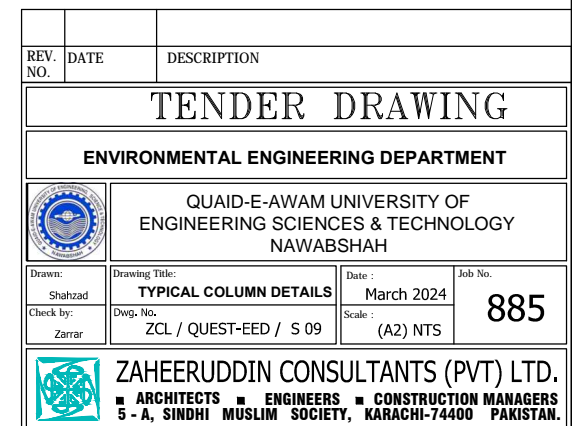 REV. NO.
DATE
DESCRIPTION
TENDER DRAWING
ENVIRONMENTAL ENGINEERING DEPARTMENT
QUAID-E-AWAM UNIVERSITY OF
ENGINEERING SCIENCES & TECHNOLOGY
NAWABSHAH
Drawn:
Shahzad
Drawing Title:
TYPICAL COLUMN DETAILS
Date :
March 2024
Job No.
885
Check by:
Zarrar
Dwg. No.
ZCL / QUEST-EED / S 09
Scale :
(A2) NTS
ZAHEERUDDIN CONSULTANTS (PVT) LTD.
■ ARCHITECTS ■ ENGINEERS ■ CONSTRUCTION MANAGERS
5 - A, SINDHI MUSLIM SOCIETY, KARACHI-74400 PAKISTAN.